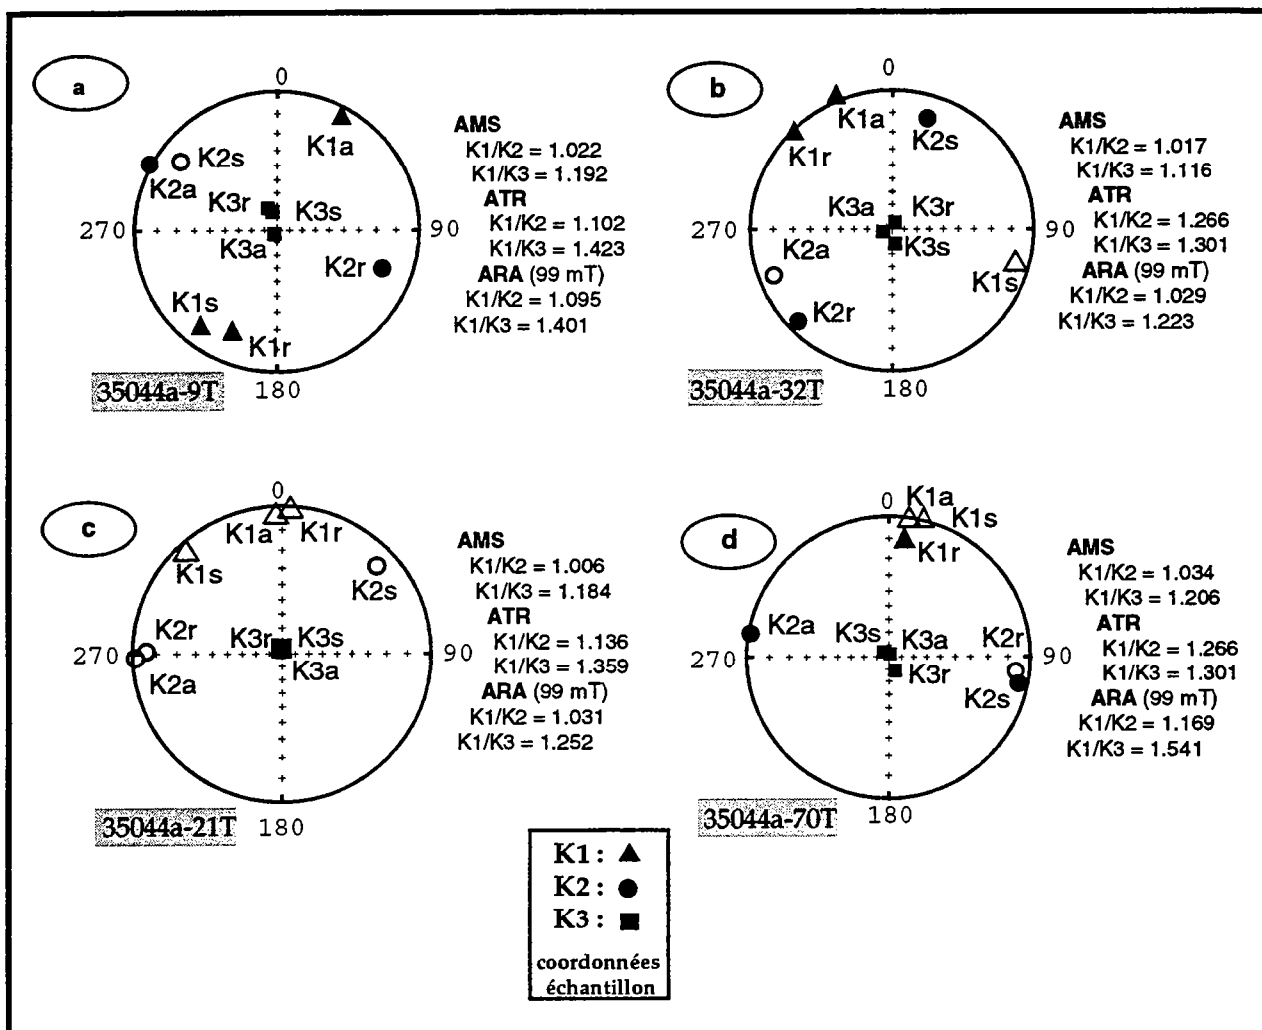 a
0
K1a
K2s
K2a
K3r
K3s
270
90
K3a
K2r
K1s
K1r
180
35044a-9T
AMS
K1/K2 = 1.022
K1/K3 = 1.192
ATR
K1/K2 = 1.102
K1/K3 = 1.423
ARA (99 mT)
K1/K2 = 1.095
K1/K3 = 1.401
b
0
K1a
K2s
K1r
K3a
K3r
270
90
K2a
K3s
K1s
K2r
180
35044a-32T
AMS
K1/K2 = 1.017
K1/K3 = 1.116
ATR
K1/K2 = 1.266
K1/K3 = 1.301
ARA (99 mT)
K1/K2 = 1.029
K1/K3 = 1.223
c
0
K1a
K1r
K1s
K2s
K2r
K3r
K3s
270
90
K2a
K3a
180
35044a-21T
AMS
K1/K2 = 1.006
K1/K3 = 1.184
ATR
K1/K2 = 1.136
K1/K3 = 1.359
ARA (99 mT)
K1/K2 = 1.031
K1/K3 = 1.252
d
0
K1a
K1s
K1r
K2a
K3s
K3a
K2r
270
90
K3r
K2s
180
35044a-70T
AMS
K1/K2 = 1.034
K1/K3 = 1.206
ATR
K1/K2 = 1.266
K1/K3 = 1.301
ARA (99 mT)
K1/K2 = 1.169
K1/K3 = 1.541
K1 :
K2 :
K3 :
coordonnées
échantillon